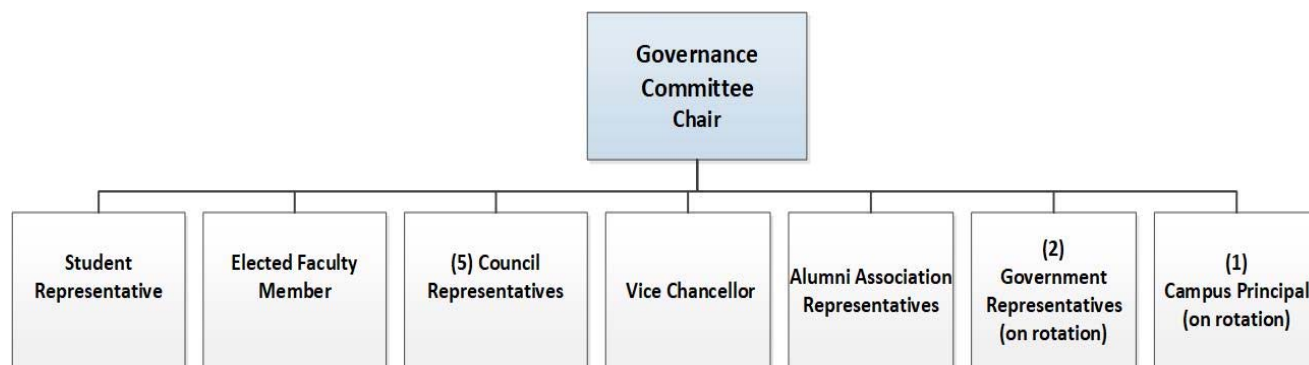 Governance
Committee
Chair
Student
Representative
Elected Faculty
Member
(5) Council
Representatives
Vice Chancellor
Alumni Association
Representatives
(2)
Government
Representatives
(on rotation)
(1)
Campus Principal
(on rotation)